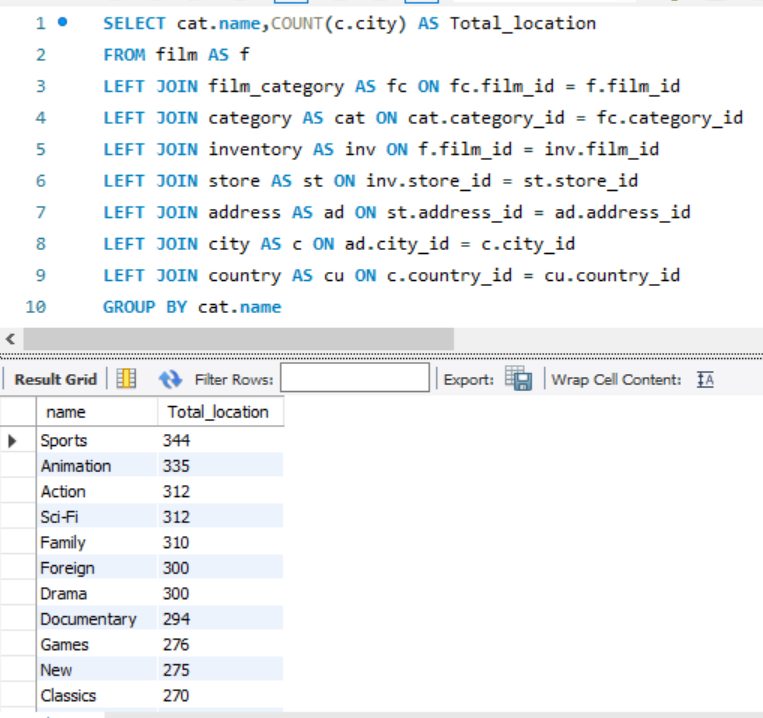 1 SELECT cat.name,COUNT(c.city) AS Total_location
2 FROM film AS f
3 LEFT JOIN film_category AS fc ON fc.film_id = f.film_id
4 LEFT JOIN category AS cat ON cat.category_id = fc.category_id
5 LEFT JOIN inventory AS inv ON f.film_id = inv.film_id
6 LEFT JOIN store AS st ON inv.store_id = st.store_id
7 LEFT JOIN address AS ad ON st.address_id = ad.address_id
8 LEFT JOIN city AS c ON ad.city_id = c.city_id
9 LEFT JOIN country AS cu ON c.country_id = cu.country_id
10 GROUP BY cat.name
Result Grid Filter Rows: Export: Wrap Cell Content: IA
name Total_location
Sports 344
Animation 335
Action 312
Sci-Fi 312
Family 310
Foreign 300
Drama 300
Documentary 294
Games 276
New 275
Classics 270